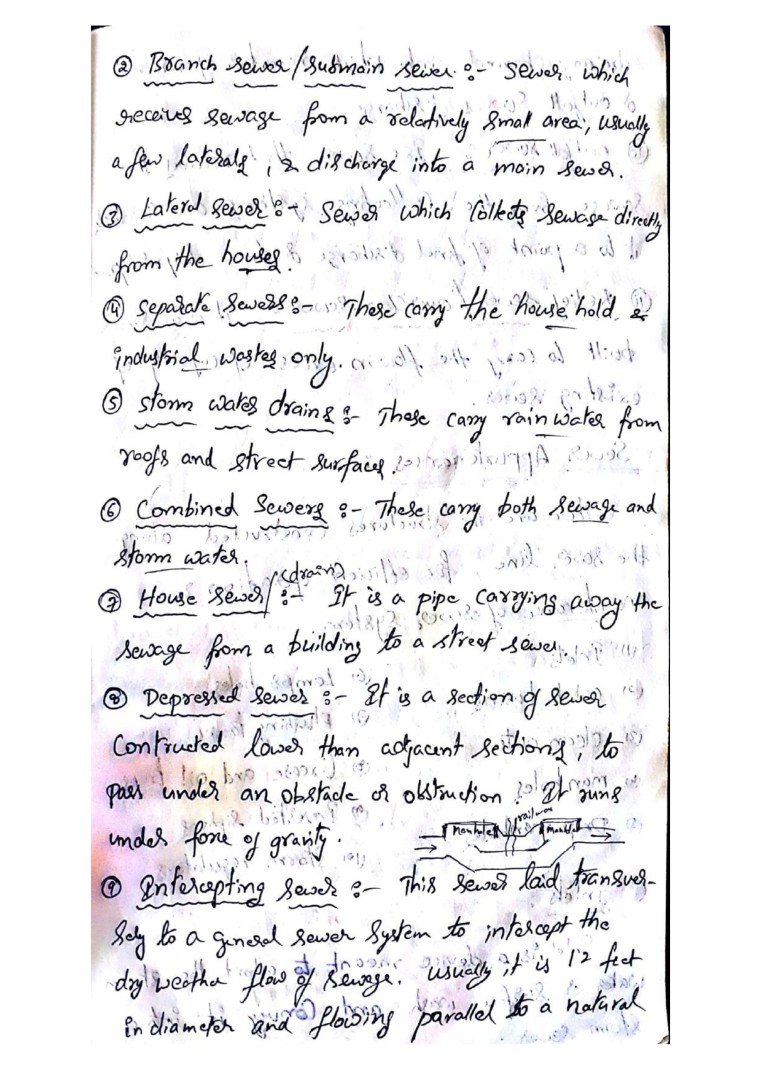 ② Branch sewer/submain sewer :- sewer which
receives sewage from a relatively small area, usually
a few laterals, & discharge into a main sewer.
③ Lateral sewer :- Sewer which Collects sewage directly
from the houses.
④ Separate Sewers :- These carry the house hold &
industrial wastes only.
⑤ Storm water drains :- These carry rain water from
roofs and street surfaces.
⑥ Combined Sewers :- These carry both sewage and
storm water.
(drain)
⑦ House Sewer/ :- It is a pipe carrying away the
sewage from a building to a street sewer.
⑧ Depressed sewer :- It is a section of sewer
Contructed lower than adjacent sections, to
pass under an obstacle or obstruction. It runs
under force of gravity.
railway
Manhole
Manhole
⑨ Intercepting sewer :- This sewer laid transver-
sely to a general sewer system to intercept the
dry weather flow of sewage. usually it is 12 feet
in diameter and flowing parallel to a natural